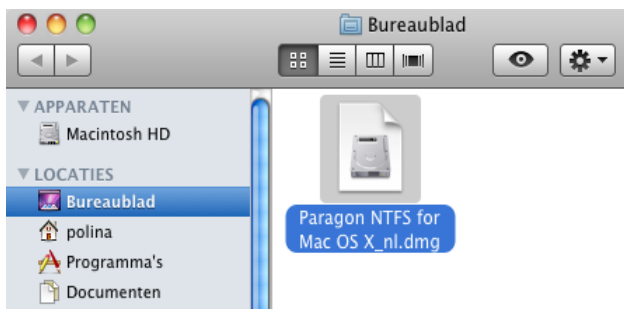 Bureaublad
APPARATEN
Macintosh HD
LOCATIES
Bureaublad
polina
Programma's
Documenten
Paragon NTFS for
Mac OS X_nl.dmg